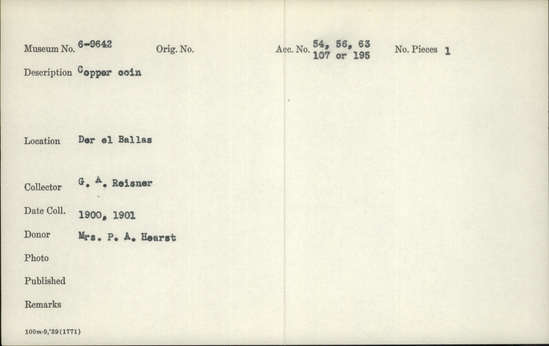 Museum No. 6-9642 Orig. No. Acc. No. 54, 56, 63 No. Pieces 1
107 or 195
Description Copper coin
Location Der el Ballas
Collector G. A. Reisner
Date Coll. 1900, 1901
Donor Mrs. P. A. Hearst
Photo
Published
Remarks
100m-9,'39(1771)